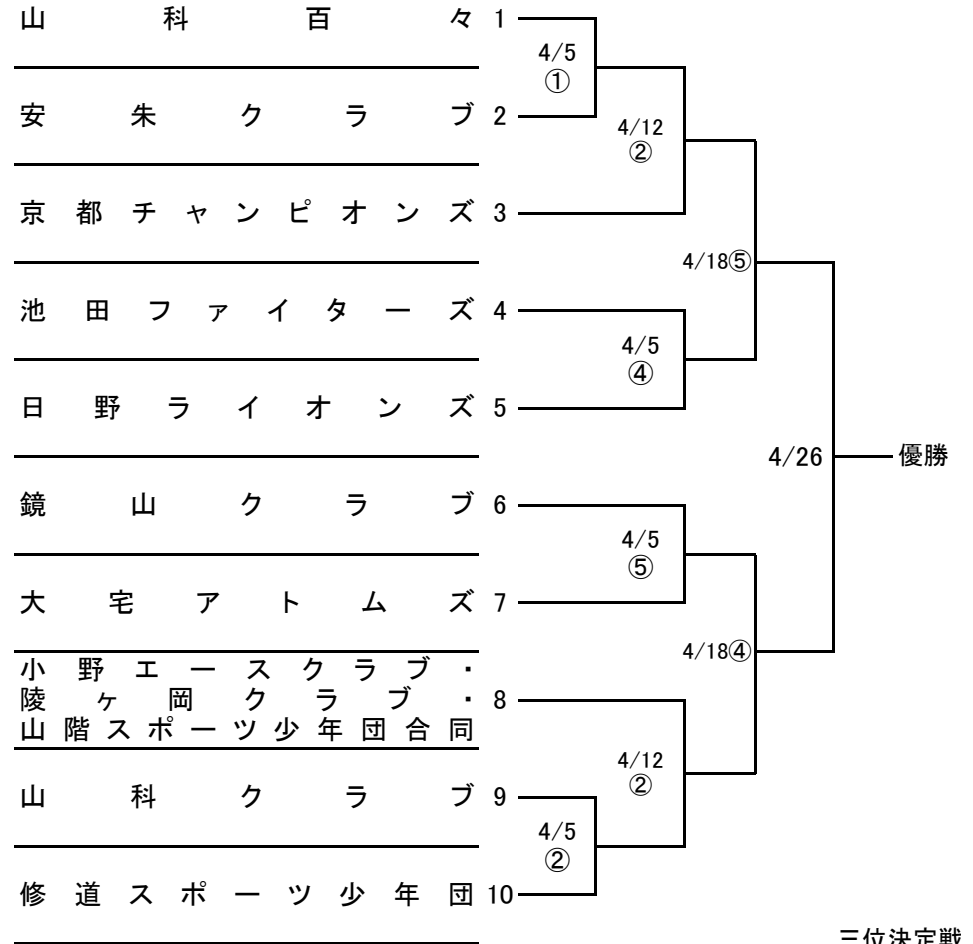 山科百々 1
4/5
①
安朱クラブ 2
4/12
②
京都チャンピオンズ 3
4/18⑤
池田ファイターズ 4
4/5
④
日野ライオンズ 5
4/26
優勝
鏡山クラブ 6
4/5
⑤
大宅アトムズ 7
4/18④
小野エースクラブ・
陵ヶ岡クラブ・ 8
山階スポーツ少年団合同
4/12
②
山科クラブ 9
4/5
②
修道スポーツ少年団 10
三位決定戦